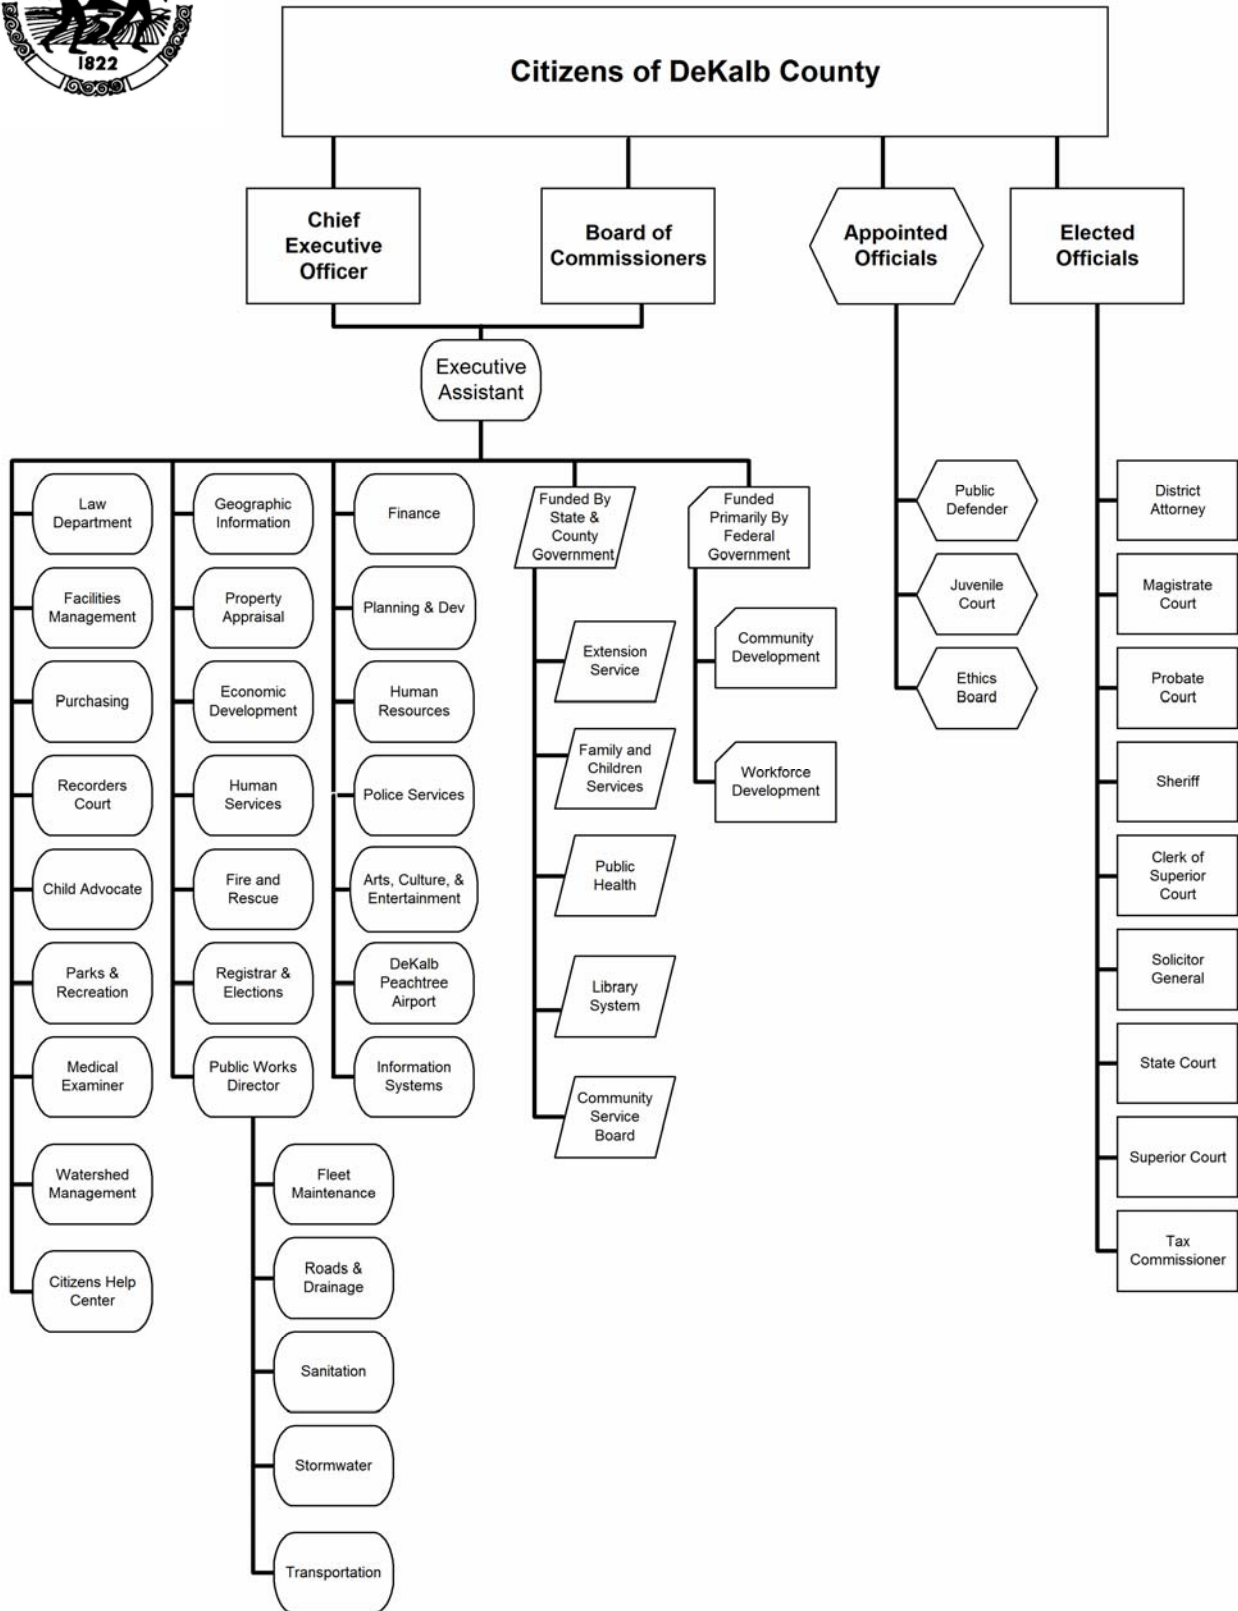 1822
Citizens of DeKalb County
Chief
Executive
Officer
Board of
Commissioners
Appointed
Officials
Elected
Officials
Executive
Assistant
Law
Department
Facilities
Management
Purchasing
Recorders
Court
Child Advocate
Parks &
Recreation
Medical
Examiner
Watershed
Management
Citizens Help
Center
Geographic
Information
Property
Appraisal
Economic
Development
Human
Services
Fire and
Rescue
Registrar &
Elections
Public Works
Director
Fleet
Maintenance
Roads &
Drainage
Sanitation
Stormwater
Transportation
Finance
Planning & Dev
Human
Resources
Police Services
Arts, Culture, &
Entertainment
DeKalb
Peachtree
Airport
Information
Systems
Funded By
State &
County
Government
Extension
Service
Family and
Children
Services
Public
Health
Library
System
Community
Service
Board
Funded
Primarily By
Federal
Government
Community
Development
Workforce
Development
Public
Defender
Juvenile
Court
Ethics
Board
District
Attorney
Magistrate
Court
Probate
Court
Sheriff
Clerk of
Superior
Court
Solicitor
General
State Court
Superior Court
Tax
Commissioner